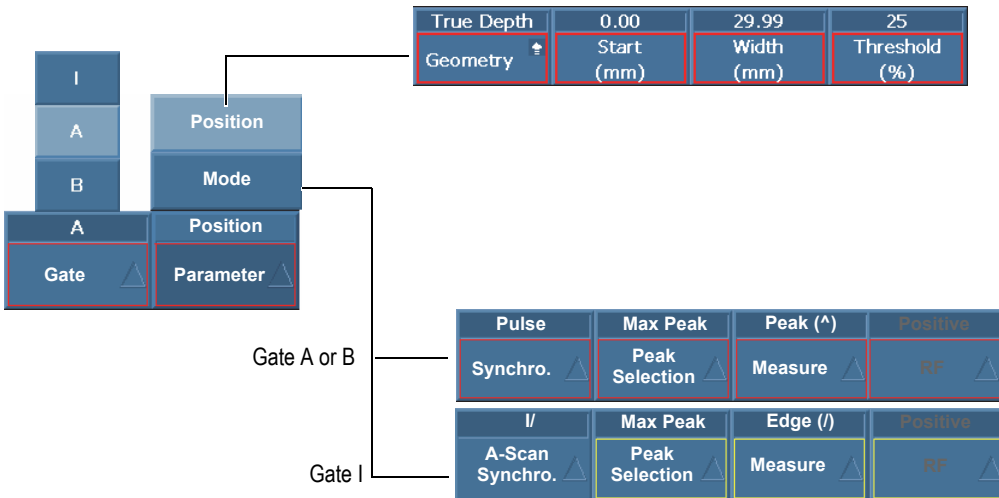 True Depth 0.00 29.99 25
Geometry Start (mm) Width (mm) Threshold (%)
I
A
B
Position
Mode
A Position
Gate Parameter
Gate A or B
Pulse Max Peak Peak (^) Positive
Synchro. Peak Selection Measure RF
Gate I
I/ Max Peak Edge (/) Positive
A-Scan Synchro. Peak Selection Measure RF